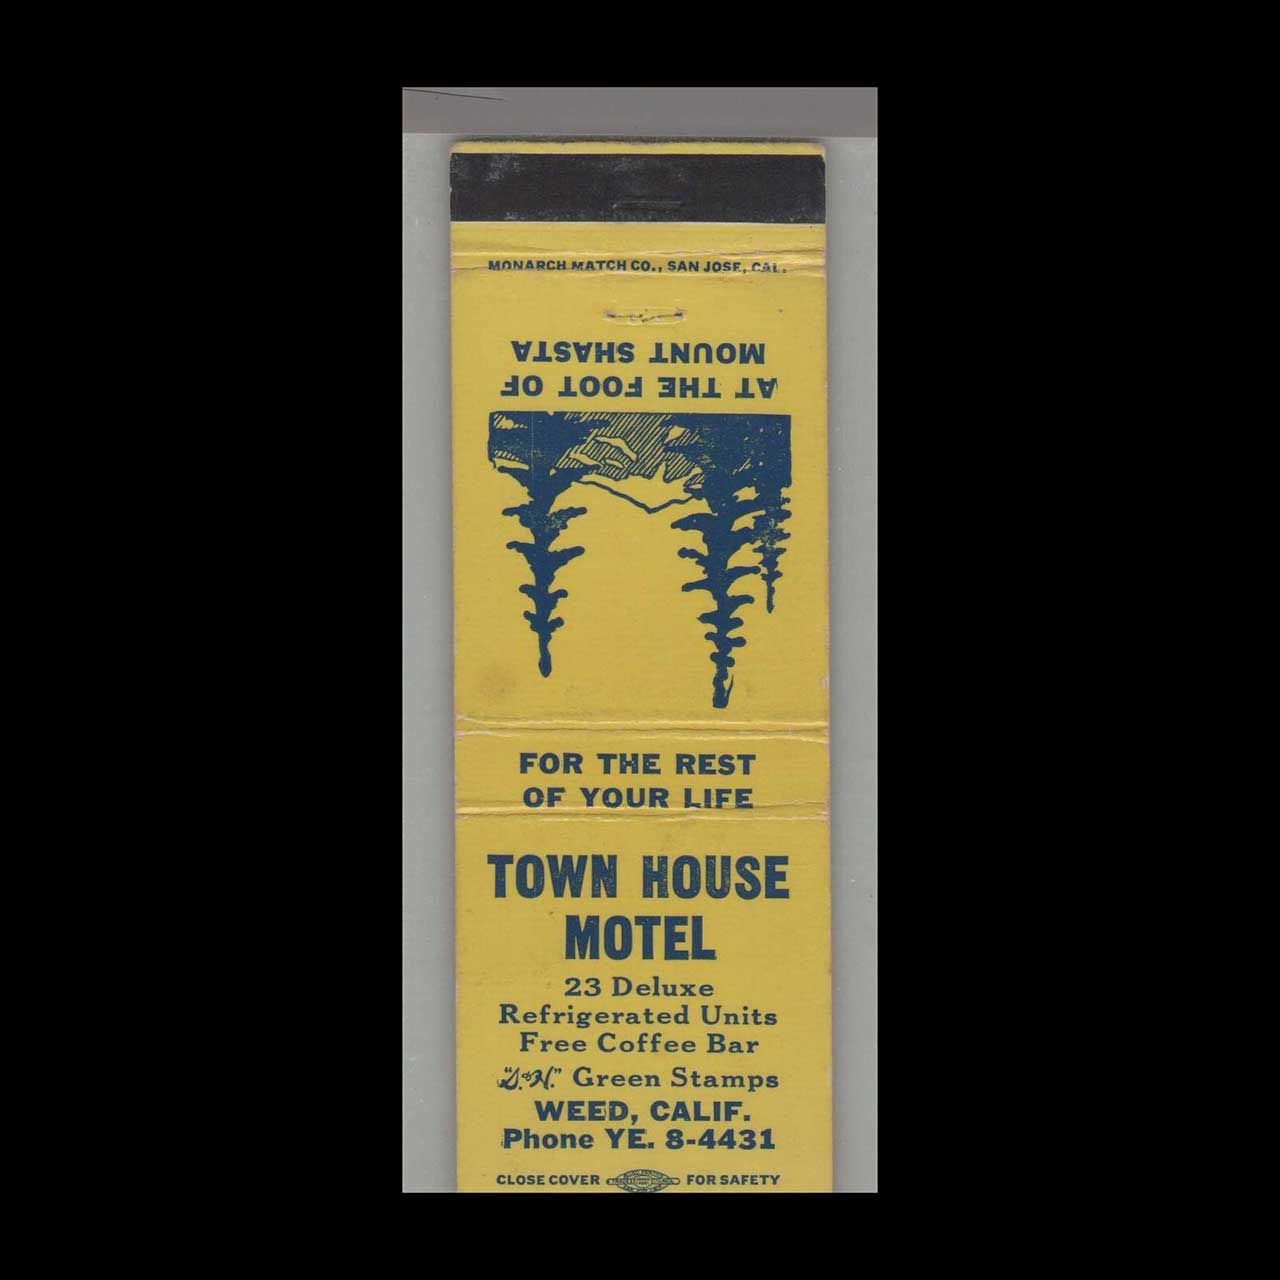 MONARCH MATCH CO., SAN JOSE, CAL.
AT THE FOOT OF
MOUNT SHASTA
FOR THE REST
OF YOUR LIFE
TOWN HOUSE
MOTEL
23 Deluxe
Refrigerated Units
Free Coffee Bar
"S.&H." Green Stamps
WEED, CALIF.
Phone YE. 8-4431
CLOSE COVER FOR SAFETY